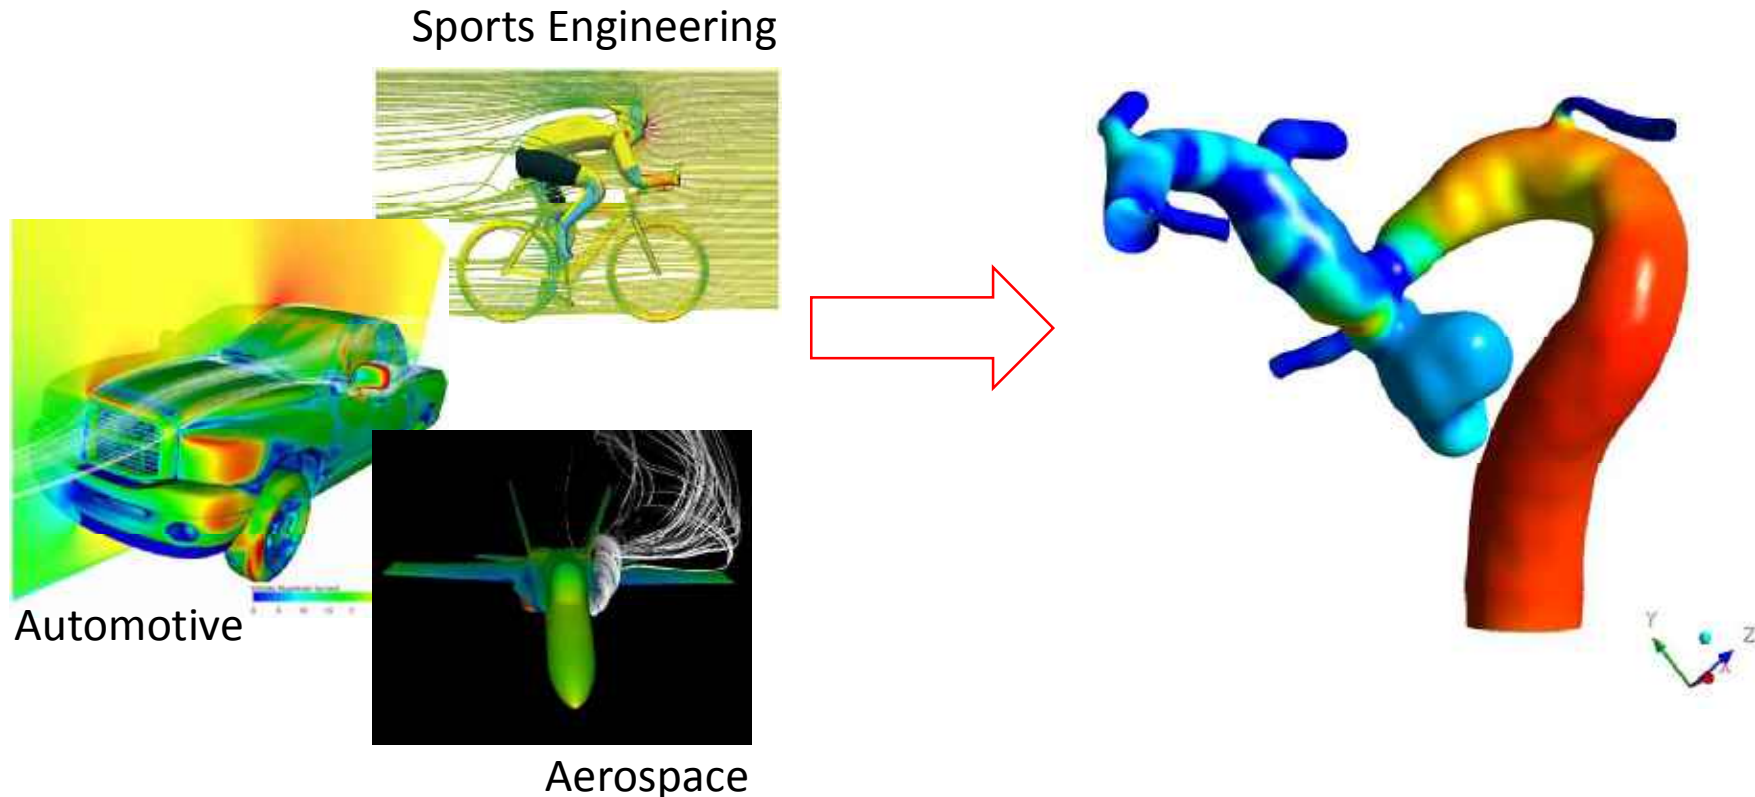 Sports Engineering
Automotive
Aerospace
Y
Z
X